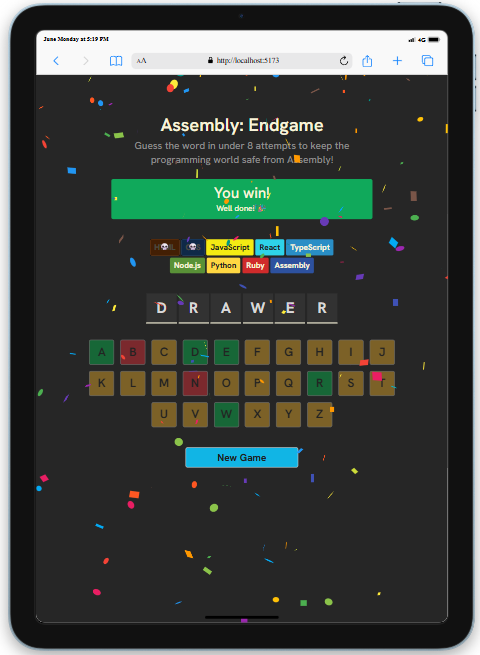 June Monday at 5:19 PM
4G
AA
http://localhost:5173
Assembly: Endgame
Guess the word in under 8 attempts to keep the
programming world safe from Assembly!
You win!
Well done! 🎉
HTML CSS JavaScript React TypeScript
Node.js Python Ruby Assembly
D R A W E R
A B C D E F G H I J
K L M N O P Q R S T
U V W X Y Z
New Game